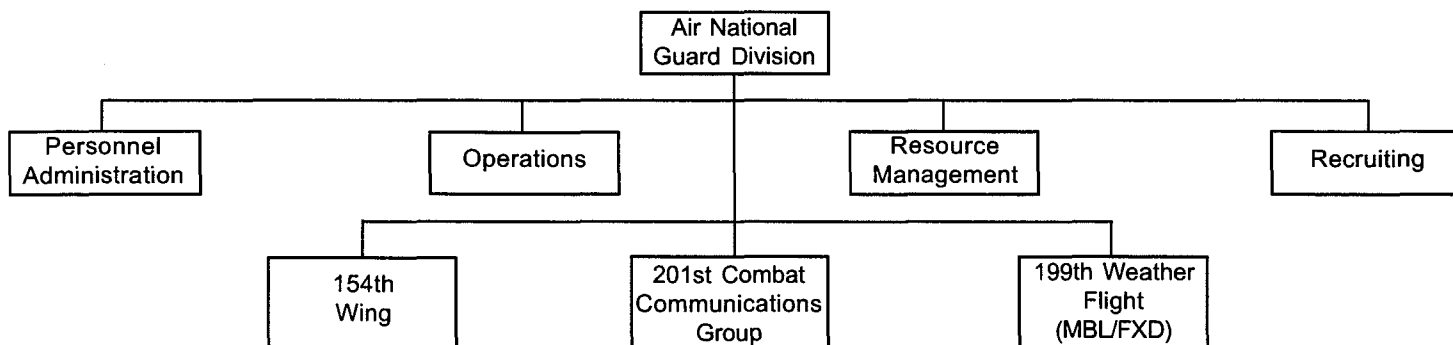 Air National
Guard Division
Personnel
Administration
Operations
Resource
Management
Recruiting
154th
Wing
201st Combat
Communications
Group
199th Weather
Flight
(MBL/FXD)